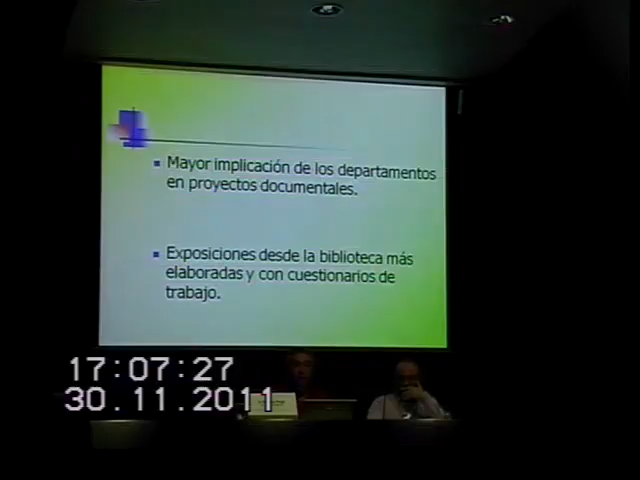 Mayor implicación de los departamentos
en proyectos documentales.
Exposiciones desde la biblioteca más
elaboradas y con cuestionarios de
trabajo.
17:07:27
30.11.2011